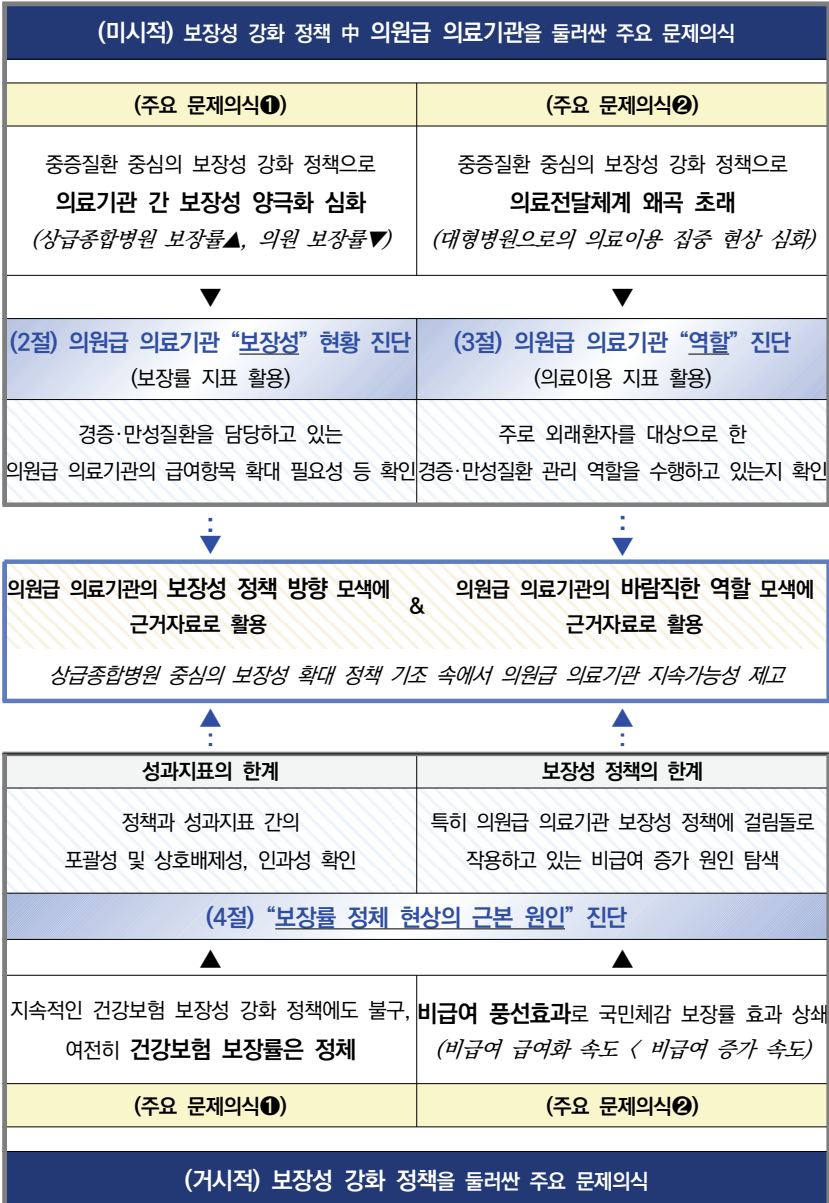 (미시적) 보장성 강화 정책 中 의원급 의료기관을 둘러싼 주요 문제의식
(주요 문제의식❶)
중증질환 중심의 보장성 강화 정책으로
의료기관 간 보장성 양극화 심화
(상급종합병원 보장률▲, 의원 보장률▼)
(주요 문제의식❷)
중증질환 중심의 보장성 강화 정책으로
의료전달체계 왜곡 초래
(대형병원으로의 의료이용 집중 현상 심화)
▼
▼
(2절) 의원급 의료기관 “보장성” 현황 진단
(보장률 지표 활용)
경증·만성질환을 담당하고 있는
의원급 의료기관의 급여항목 확대 필요성 등 확인
(3절) 의원급 의료기관 “역할” 진단
(의료이용 지표 활용)
주로 외래환자를 대상으로 한
경증·만성질환 관리 역할을 수행하고 있는지 확인
의원급 의료기관의 보장성 정책 방향 모색에
근거자료로 활용
&
의원급 의료기관의 바람직한 역할 모색에
근거자료로 활용
상급종합병원 중심의 보장성 확대 정책 기조 속에서 의원급 의료기관 지속가능성 제고
성과지표의 한계
정책과 성과지표 간의
포괄성 및 상호배제성, 인과성 확인
보장성 정책의 한계
특히 의원급 의료기관 보장성 정책에 걸림돌로
작용하고 있는 비급여 증가 원인 탐색
(4절) “보장률 정체 현상의 근본 원인” 진단
▲
▲
지속적인 건강보험 보장성 강화 정책에도 불구,
여전히 건강보험 보장률은 정체
(주요 문제의식❶)
비급여 풍선효과로 국민체감 보장률 효과 상쇄
(비급여 급여화 속도 < 비급여 증가 속도)
(주요 문제의식❷)
(거시적) 보장성 강화 정책을 둘러싼 주요 문제의식